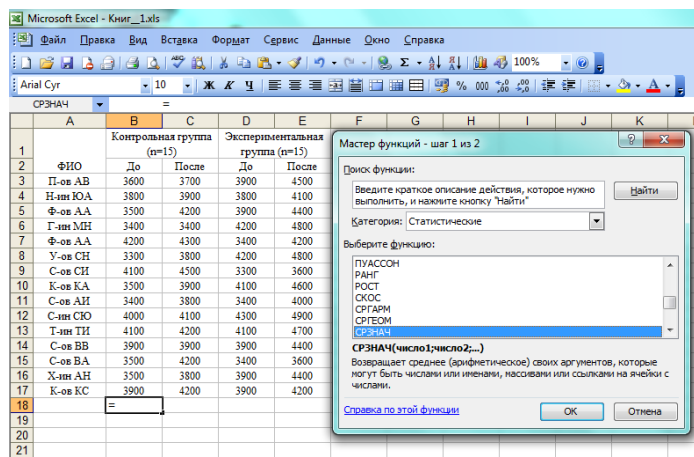 Microsoft Excel - Книг__1.xls
Файл Правка Вид Вставка Формат Сервис Данные Окно Справка
100%
Arial Cyr 10 Ж К Ч % 000
СРЗНАЧ =
A B C D E F G H I J K
1 Контрольная группа (n=15) Экспериментальная группа (n=15)
2 ФИО До После До После
3 П-ов АВ 3600 3700 3900 4500
4 Н-ин ЮА 3800 3900 3800 4100
5 Ф-ов АА 3500 4200 3900 4400
6 Г-ин МН 3400 3400 4200 4800
7 Ф-ов АА 4200 4300 3400 4200
8 У-ов СН 3300 3800 4200 4800
9 С-ов СИ 4100 4500 3300 3600
10 К-ов КА 3500 3900 4100 4600
11 С-ов АИ 3400 3800 3400 4000
12 С-ин СЮ 4000 4100 4300 4900
13 Т-ин ТИ 4100 4200 4100 4700
14 С-ов ВВ 3900 3900 3900 4400
15 С-ов ВА 3500 4200 3400 3600
16 Х-ин АН 3500 3800 3900 4400
17 К-ов КС 3900 4200 3900 4200
18 =
19
20
21
Мастер функций - шаг 1 из 2
Поиск функции:
Введите краткое описание действия, которое нужно
выполнить, и нажмите кнопку "Найти"
Найти
Категория: Статистические
Выберите функцию:
ПУАССОН
РАНГ
РОСТ
СКОС
СРГАРМ
СРГЕОМ
СРЗНАЧ
СРЗНАЧ(число1;число2;...)
Возвращает среднее (арифметическое) своих аргументов, которые
могут быть числами или именами, массивами или ссылками на ячейки с
числами.
Справка по этой функции
ОК
Отмена